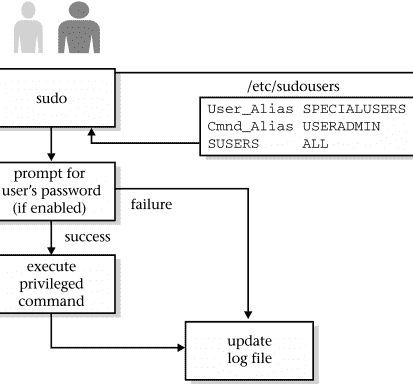 /etc/sudousers
sudo
User_Alias SPECIALUSERS
Cmnd_Alias USERADMIN
SUSERS ALL
prompt for
user's password
(if enabled)
failure
success
execute
privileged
command
update
log file